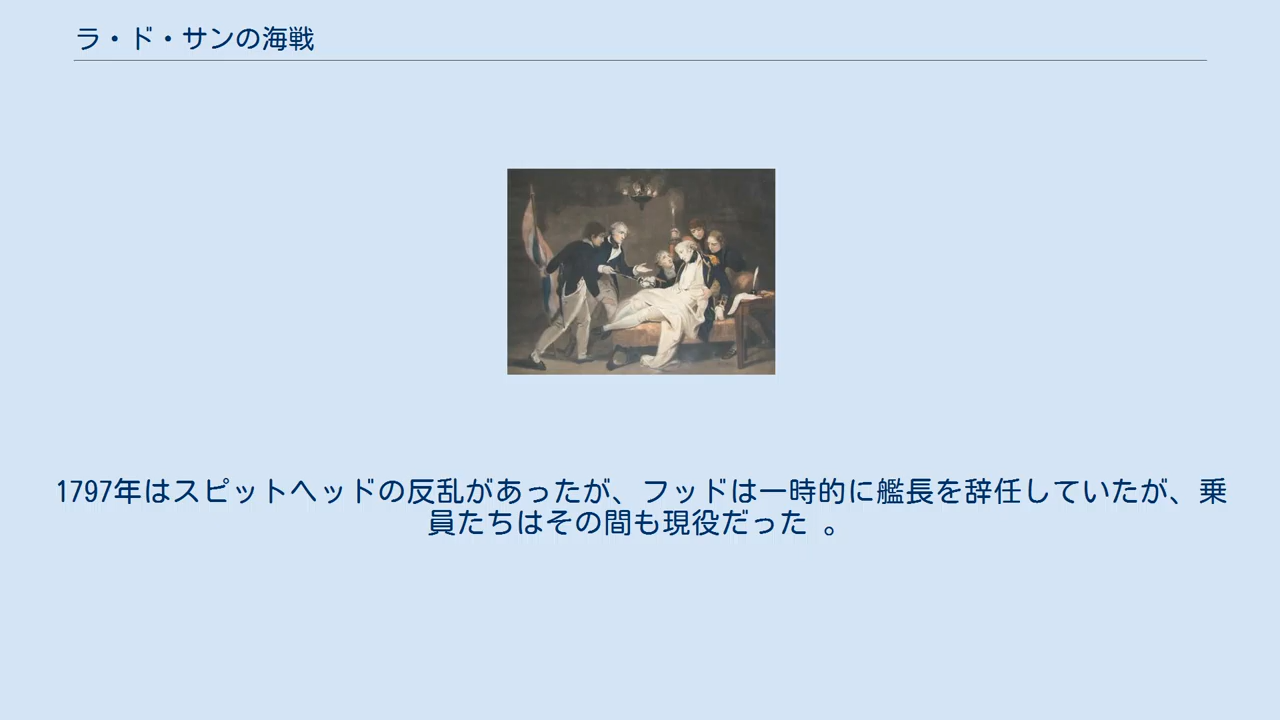 ラ・ド・サンの海戦
1797年はスピットヘッドの反乱があったが、フッドは一時的に艦長を辞任していたが、乗
員たちはその間も現役だった 。